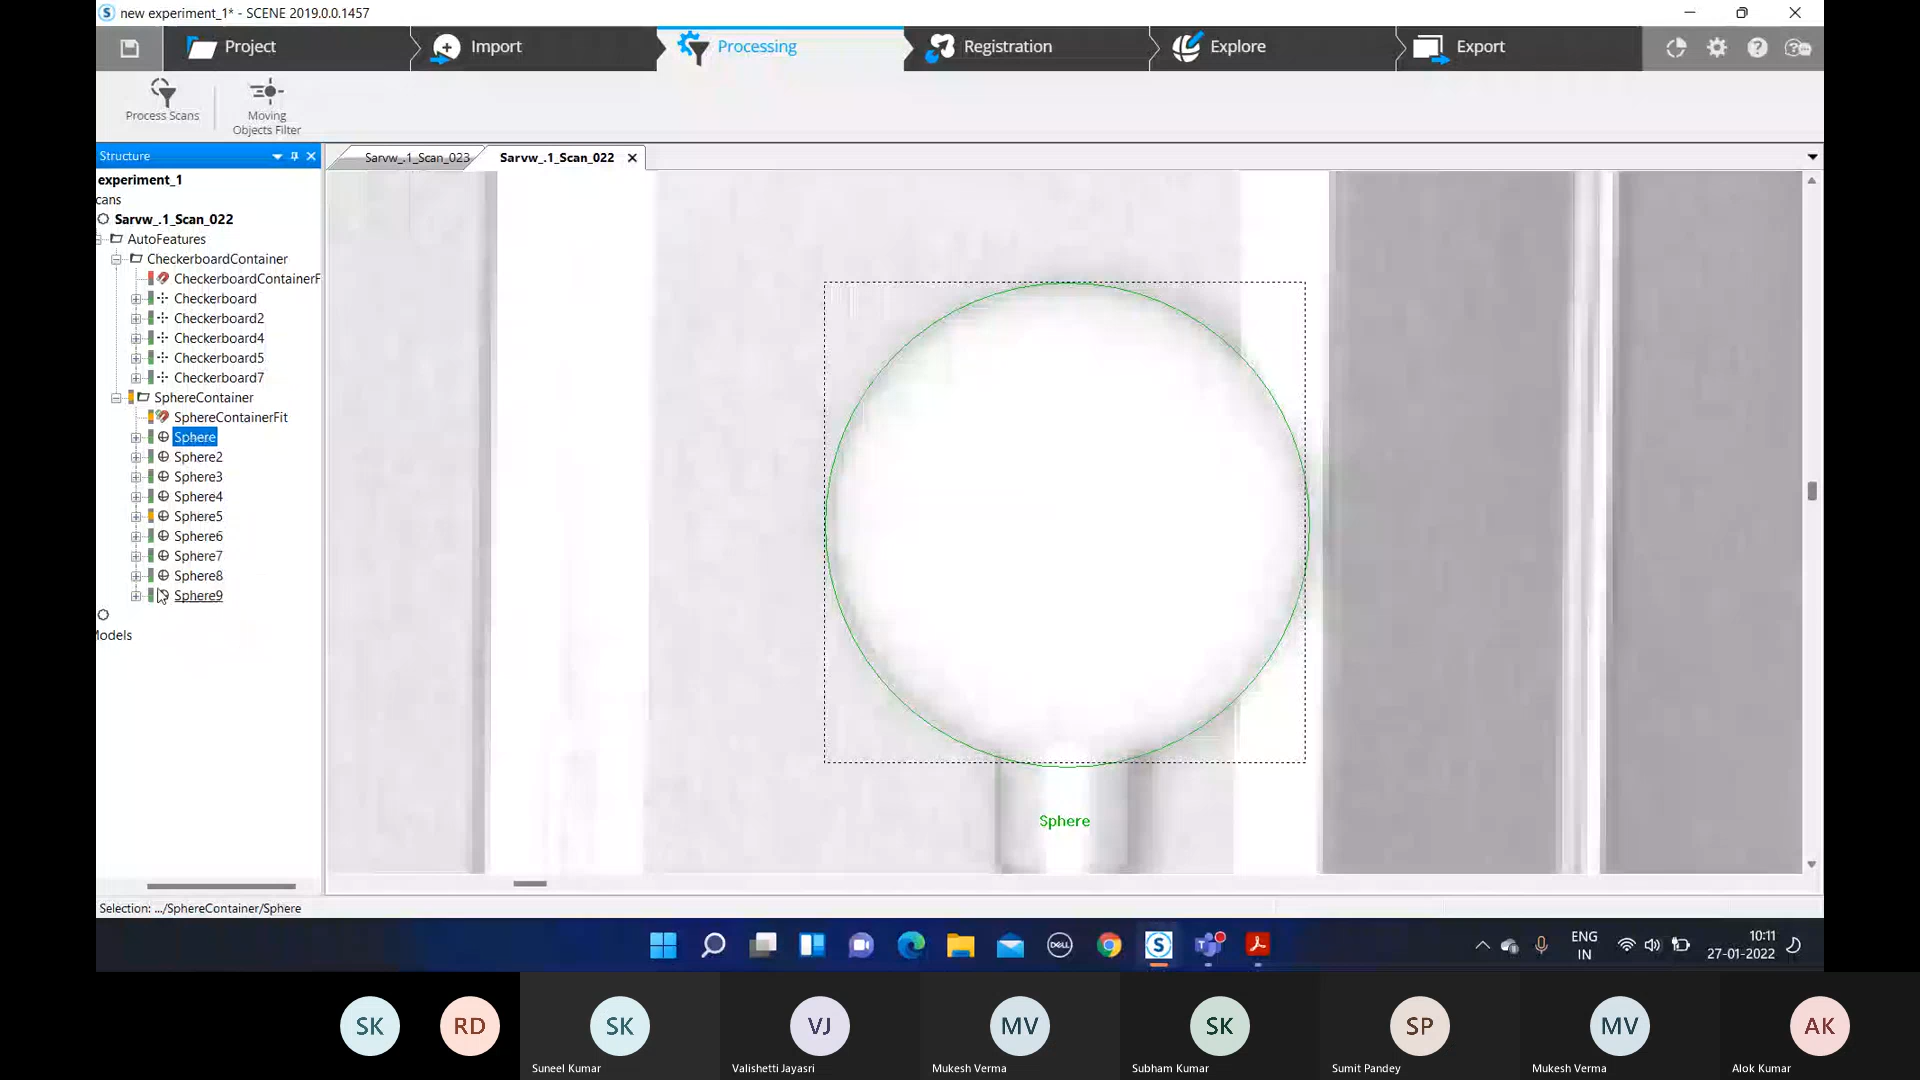 new experiment_1* - SCENE 2019.0.0.1457
Project
Import
Processing
Registration
Explore
Export
Process Scans
Moving
Objects Filter
Structure
Sarvw_.1_Scan_023
Sarvw_.1_Scan_022
experiment_1
cans
Sarvw_.1_Scan_022
AutoFeatures
CheckerboardContainer
CheckerboardContainerF
Checkerboard
Checkerboard2
Checkerboard4
Checkerboard5
Checkerboard7
SphereContainer
SphereContainerFit
Sphere
Sphere2
Sphere3
Sphere4
Sphere5
Sphere6
Sphere7
Sphere8
Sphere9
Models
Sphere
Selection: .../SphereContainer/Sphere
DELL
ENG
IN
10:11
27-01-2022
SK
RD
SK
VJ
MV
SK
SP
MV
AK
Suneel Kumar
Valishetti Jayasri
Mukesh Verma
Subham Kumar
Sumit Pandey
Mukesh Verma
Alok Kumar